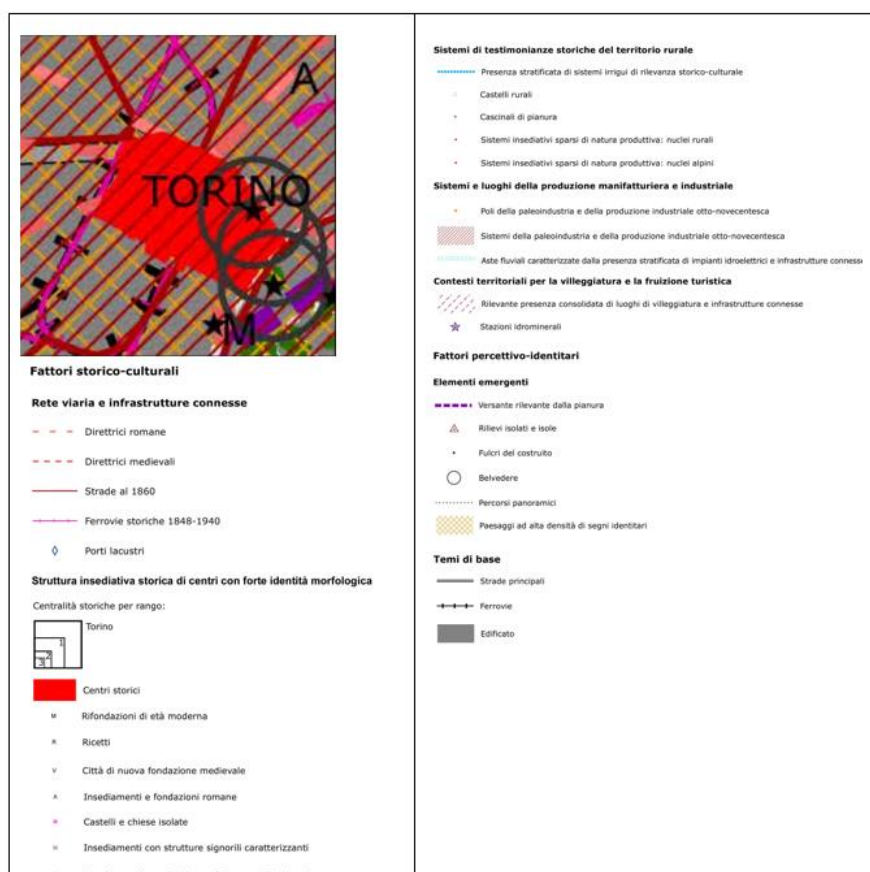 A
TORINO
M
Fattori storico-culturali
Rete viaria e infrastrutture connesse
Direttrici romane
Direttrici medievali
Strade al 1860
Ferrovie storiche 1848-1940
Porti lacustri
Struttura insediativa storica di centri con forte identità morfologica
Centralità storiche per rango:
Torino
1
2
3
Centri storici
M Rifondazioni di età moderna
R Ricetti
V Città di nuova fondazione medievale
A Insediamenti e fondazioni romane
Castelli e chiese isolate
Insediamenti con strutture signorili caratterizzanti
Sistemi di testimonianze storiche del territorio rurale
Presenza stratificata di sistemi irrigui di rilevanza storico-culturale
Castelli rurali
Cascinali di pianura
Sistemi insediativi sparsi di natura produttiva: nuclei rurali
Sistemi insediativi sparsi di natura produttiva: nuclei alpini
Sistemi e luoghi della produzione manifatturiera e industriale
Poli della paleoindustria e della produzione industriale otto-novecentesca
Sistemi della paleoindustria e della produzione industriale otto-novecentesca
Aste fluviali caratterizzate dalla presenza stratificata di impianti idroelettrici e infrastrutture connesse
Contesti territoriali per la villeggiatura e la fruizione turistica
Rilevante presenza consolidata di luoghi di villeggiatura e infrastrutture connesse
Stazioni idrominerali
Fattori percettivo-identitari
Elementi emergenti
Versante rilevante dalla pianura
Rilievi isolati e isole
Fulcri del costruito
Belvedere
Percorsi panoramici
Paesaggi ad alta densità di segni identitari
Temi di base
Strade principali
Ferrovie
Edificato